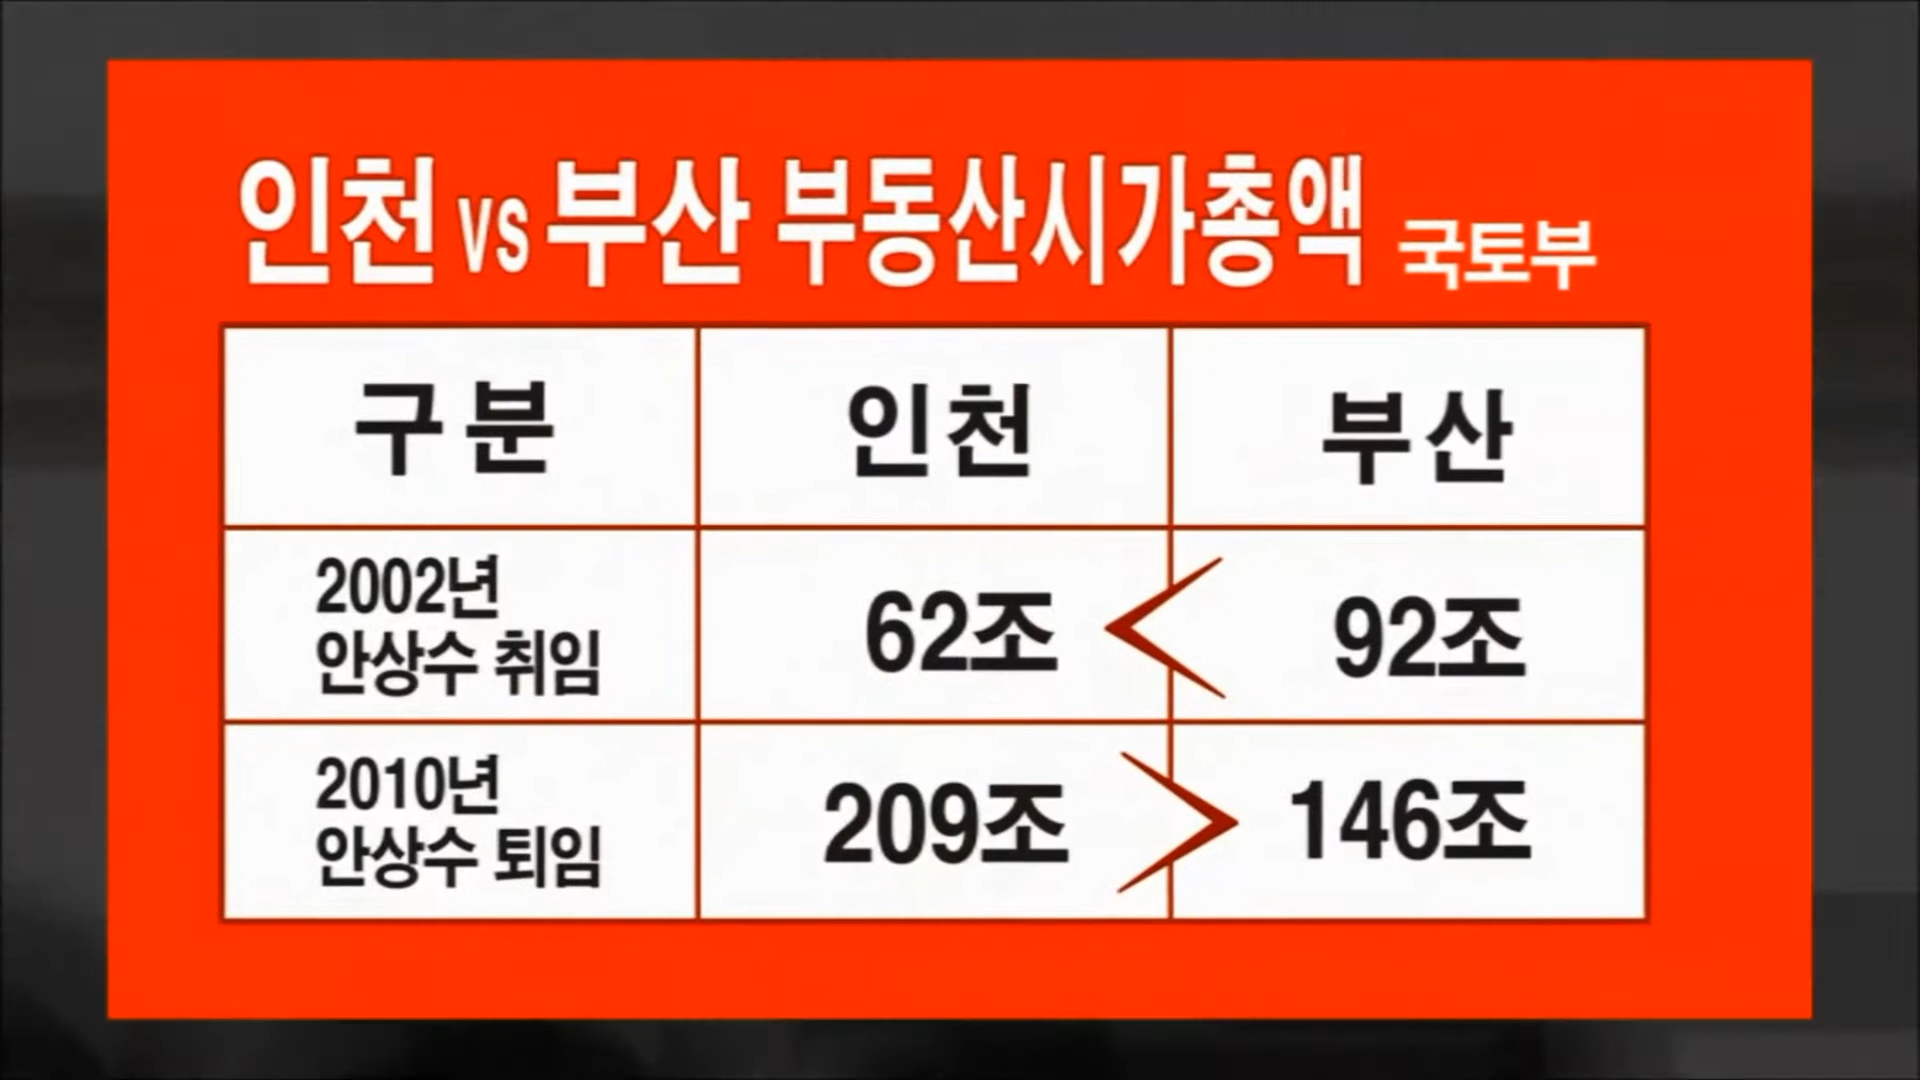 인천 vs 부산 부동산시가총액 국토부
구분 인천 부산
2002년
안상수 취임
62조 < 92조
2010년
안상수 퇴임
209조 > 146조